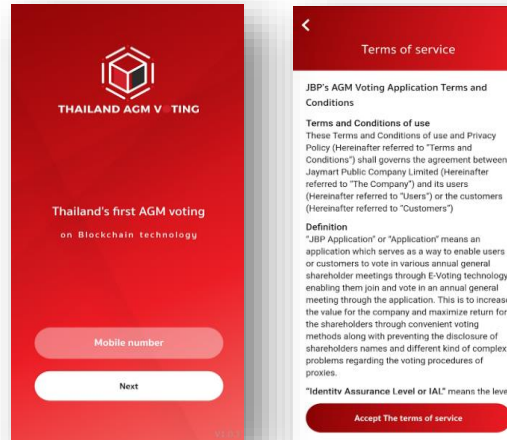 THAILAND AGM V TING
Thailand's first AGM voting
on Blockchain technology
Mobile number
Next
Terms of service
JBP's AGM Voting Application Terms and
Conditions
Terms and Conditions of use
These Terms and Conditions of use and Privacy
Policy (Hereinafter referred to "Terms and
Conditions") shall governs the agreement between
Jaymart Public Company Limited (Hereinafter
referred to "The Company") and its users
(Hereinafter referred to "Users") or the customers
(Hereinafter referred to "Customers")
Definition
"JBP Application" or "Application" means an
application which serves as a way to enable users
or customers to vote in various annual general
shareholder meetings through E-Voting technology
enabling them join and vote in an annual general
meeting through the application. This is to increase
the value for the company and maximize return for
the shareholders through convenient voting
methods along with preventing the disclosure of
shareholders names and different kind of complex
problems regarding the voting procedures of
proxies.
"Identity Assurance Level or IAL" means the leve
Accept The terms of service